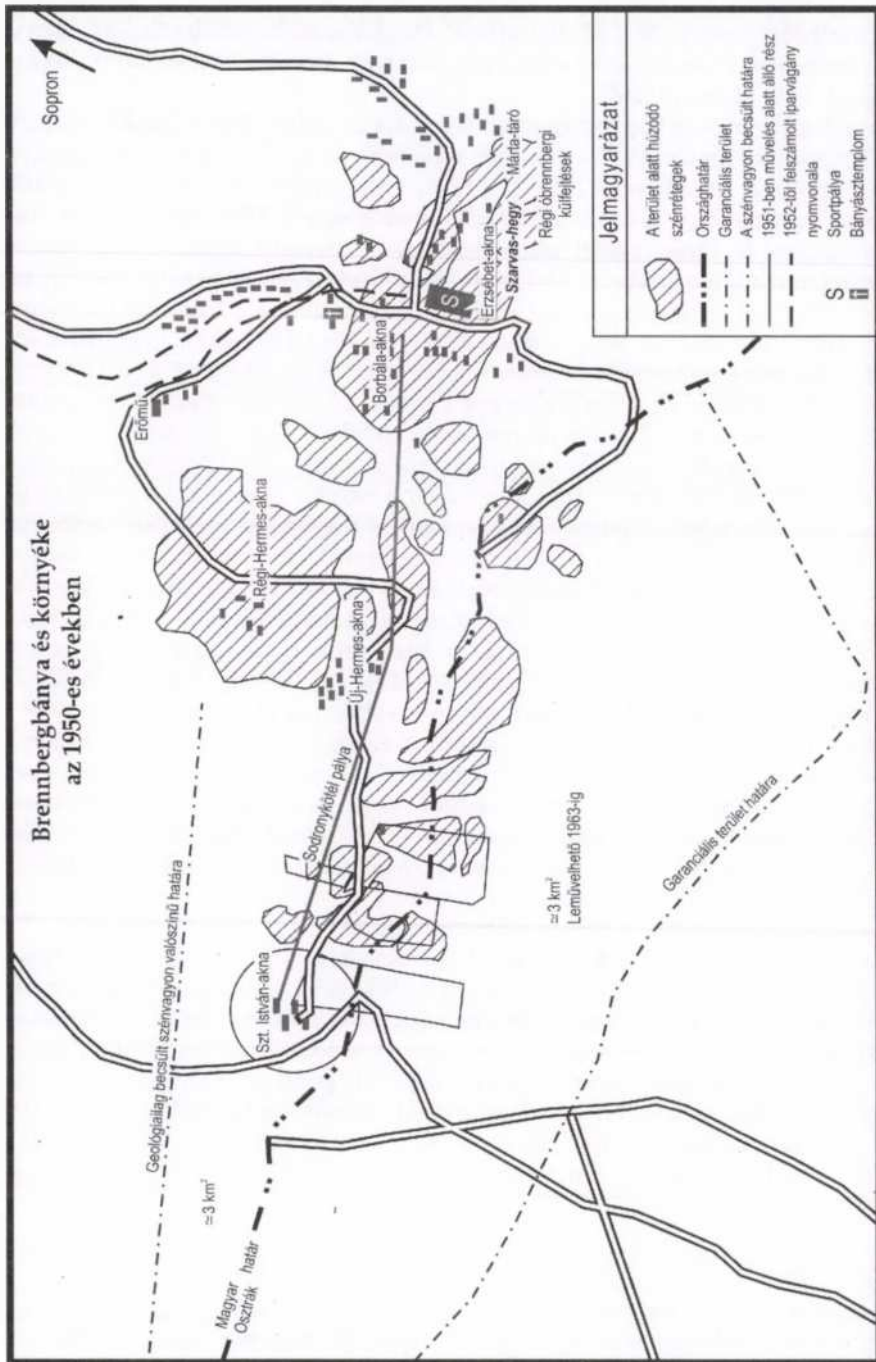 Brennbergbánya és környéke
az 1950-es években
Sopron
Geológiailag becsült szénvagyon valószínű határa
≃3 km²
Magyar
Osztrák
határ
Szt. István-akna
Sodronykötél pálya
Új-Hermes-akna
Régi-Hermes-akna
Erőmű
Borbála-akna
S
Erzsébet-akna
Szarvas-hegy
Márta-táró
Régi óbrennbergi
külfejtések
≃3 km²
Leművelhető 1963-ig
Garanciális terület határa
Jelmagyarázat
A terület alatt húzódó
szénrétegek
Országhatár
Garanciális terület
A szénvagyon becsült határa
1951-ben művelés alatt álló rész
1952-től felszámolt iparvágány
nyomvonala
S Sportpálya
Bányásztemplom